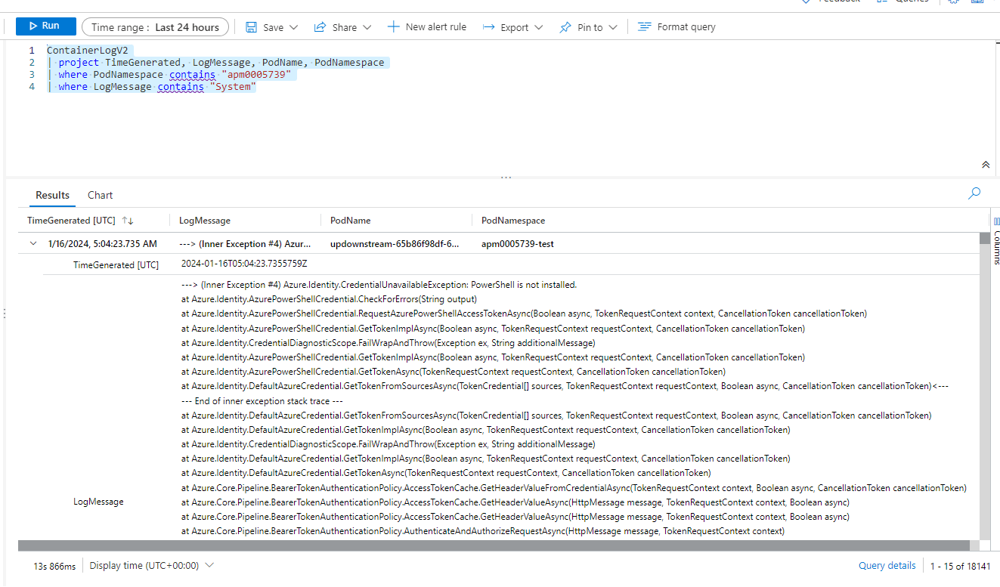 Feedback Queries
Run Time range : Last 24 hours Save Share New alert rule Export Pin to Format query
1 ContainerLogV2
2 | project TimeGenerated, LogMessage, PodName, PodNamespace
3 | where PodNamespace contains "apm0005739"
4 | where LogMessage contains "System"
...
Results Chart
TimeGenerated [UTC] LogMessage PodName PodNamespace
Columns
1/16/2024, 5:04:23.735 AM ---> (Inner Exception #4) Azur... updownstream-65b86f98df-6... apm0005739-test
TimeGenerated [UTC] 2024-01-16T05:04:23.7355759Z
---> (Inner Exception #4) Azure.Identity.CredentialUnavailableException: PowerShell is not installed.
at Azure.Identity.AzurePowerShellCredential.CheckForErrors(String output)
at Azure.Identity.AzurePowerShellCredential.RequestAzurePowerShellAccessTokenAsync(Boolean async, TokenRequestContext context, CancellationToken cancellationToken)
at Azure.Identity.AzurePowerShellCredential.GetTokenImplAsync(Boolean async, TokenRequestContext requestContext, CancellationToken cancellationToken)
at Azure.Identity.CredentialDiagnosticScope.FailWrapAndThrow(Exception ex, String additionalMessage)
at Azure.Identity.AzurePowerShellCredential.GetTokenImplAsync(Boolean async, TokenRequestContext requestContext, CancellationToken cancellationToken)
at Azure.Identity.AzurePowerShellCredential.GetTokenAsync(TokenRequestContext requestContext, CancellationToken cancellationToken)
at Azure.Identity.DefaultAzureCredential.GetTokenFromSourcesAsync(TokenCredential[] sources, TokenRequestContext requestContext, Boolean async, CancellationToken cancellationToken)<---
--- End of inner exception stack trace ---
at Azure.Identity.DefaultAzureCredential.GetTokenFromSourcesAsync(TokenCredential[] sources, TokenRequestContext requestContext, Boolean async, CancellationToken cancellationToken)
at Azure.Identity.DefaultAzureCredential.GetTokenImplAsync(Boolean async, TokenRequestContext requestContext, CancellationToken cancellationToken)
at Azure.Identity.CredentialDiagnosticScope.FailWrapAndThrow(Exception ex, String additionalMessage)
at Azure.Identity.DefaultAzureCredential.GetTokenImplAsync(Boolean async, TokenRequestContext requestContext, CancellationToken cancellationToken)
at Azure.Identity.DefaultAzureCredential.GetTokenAsync(TokenRequestContext requestContext, CancellationToken cancellationToken)
at Azure.Core.Pipeline.BearerTokenAuthenticationPolicy.AccessTokenCache.GetHeaderValueFromCredentialAsync(TokenRequestContext context, Boolean async, CancellationToken cancellationToken)
LogMessage at Azure.Core.Pipeline.BearerTokenAuthenticationPolicy.AccessTokenCache.GetHeaderValueAsync(HttpMessage message, TokenRequestContext context, Boolean async)
at Azure.Core.Pipeline.BearerTokenAuthenticationPolicy.AccessTokenCache.GetHeaderValueAsync(HttpMessage message, TokenRequestContext context, Boolean async)
at Azure.Core.Pipeline.BearerTokenAuthenticationPolicy.AuthenticateAndAuthorizeRequestAsync(HttpMessage message, TokenRequestContext context)
13s 866ms Display time (UTC+00:00) Query details 1 - 15 of 18141